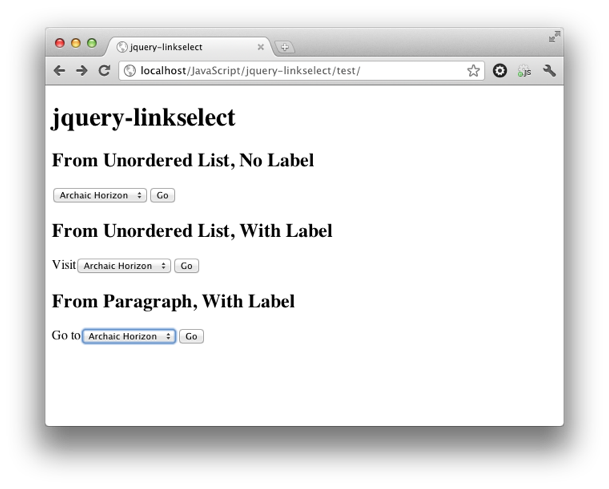 jquery-linkselect
localhost/JavaScript/jquery-linkselect/test/
JS
jquery-linkselect
From Unordered List, No Label
Archaic Horizon Go
From Unordered List, With Label
Visit Archaic Horizon Go
From Paragraph, With Label
Go to Archaic Horizon Go